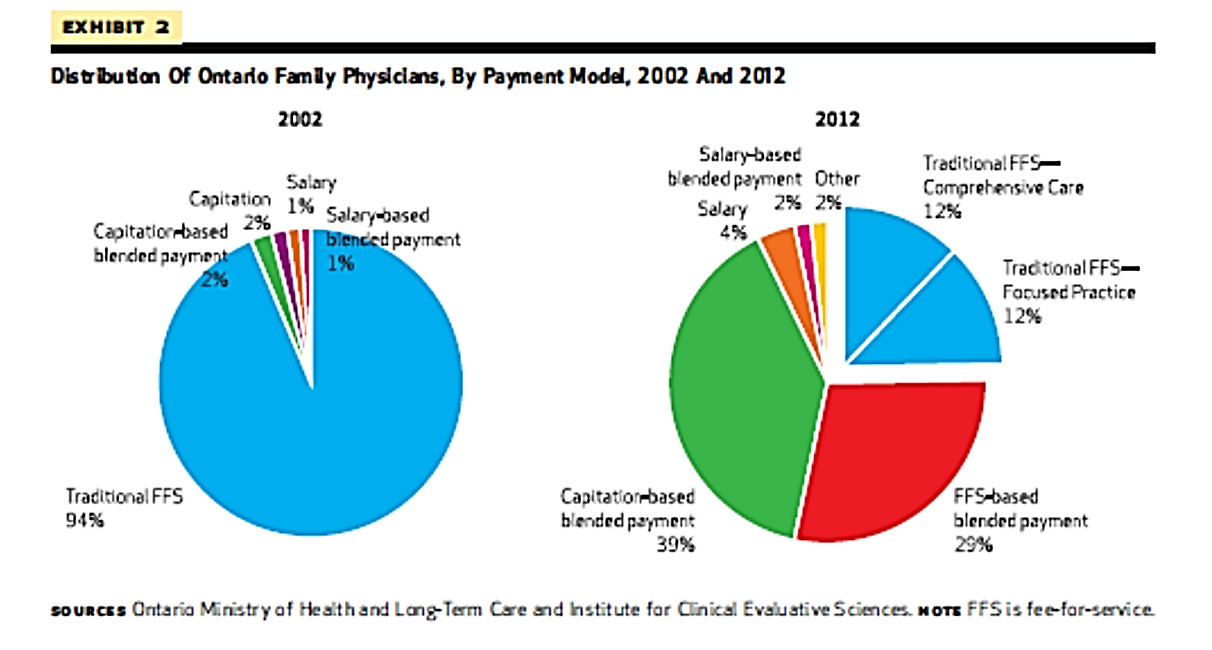 EXHIBIT 2
Distribution Of Ontario Family Physicians, By Payment Model, 2002 And 2012
2002
Salary
1%
Capitation
2%
Salary-based
blended payment
1%
Capitation-based
blended payment
2%
Traditional FFS
94%
2012
Salary-based
blended payment
2%
Other
2%
Salary
4%
Traditional FFS—
Comprehensive Care
12%
Traditional FFS—
Focused Practice
12%
Capitation-based
blended payment
39%
FFS-based
blended payment
29%
SOURCES Ontario Ministry of Health and Long-Term Care and Institute for Clinical Evaluative Sciences. NOTE FFS is fee-for-service.